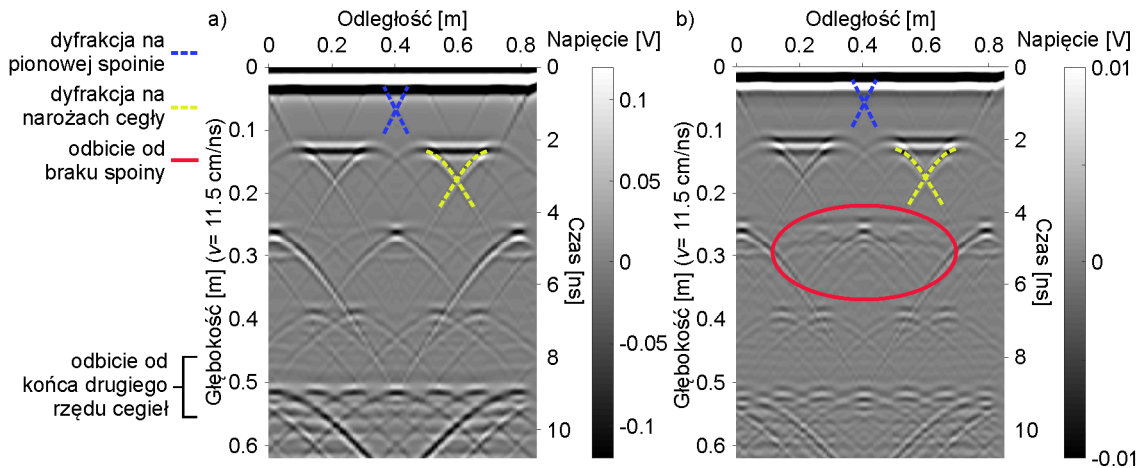 dyfrakcja na
pionowej spoinie
dyfrakcja na
narożach cegły
odbicie od
braku spoiny
odbicie od
końca drugiego
rzędu cegieł
a)
Odległość [m]
0 0.2 0.4 0.6 0.8
Głębokość [m] (v= 11.5 cm/ns)
0
0.1
0.2
0.3
0.4
0.5
0.6
Czas [ns]
0
2
4
6
8
10
Napięcie [V]
0.1
0.05
0
-0.05
-0.1
b)
Odległość [m]
0 0.2 0.4 0.6 0.8
Głębokość [m] (v= 11.5 cm/ns)
0
0.1
0.2
0.3
0.4
0.5
0.6
Czas [ns]
0
2
4
6
8
10
Napięcie [V]
0.01
0
-0.01